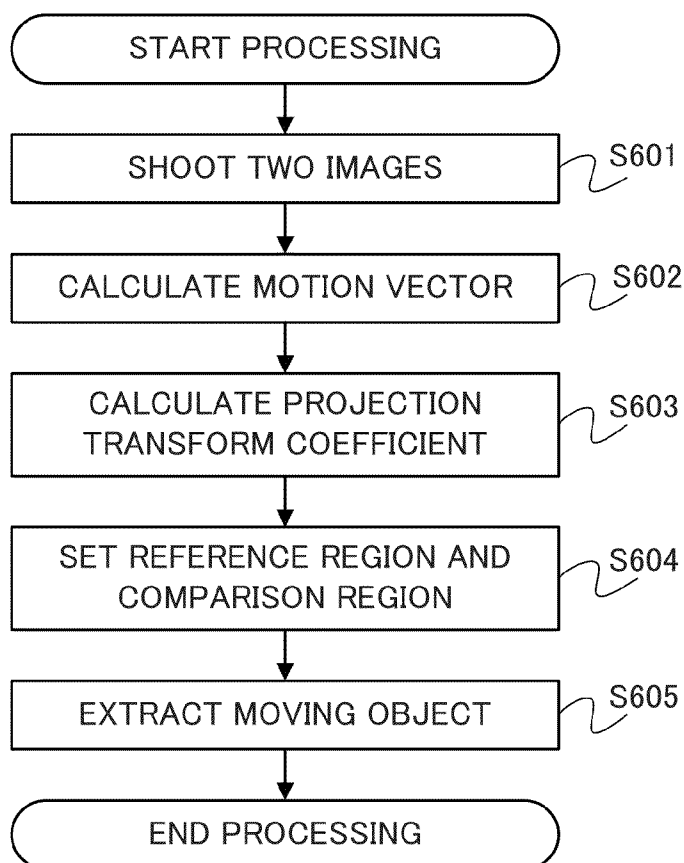 START PROCESSING
SHOOT TWO IMAGES
S601
CALCULATE MOTION VECTOR
S602
CALCULATE PROJECTION
TRANSFORM COEFFICIENT
S603
SET REFERENCE REGION AND
COMPARISON REGION
S604
EXTRACT MOVING OBJECT
S605
END PROCESSING